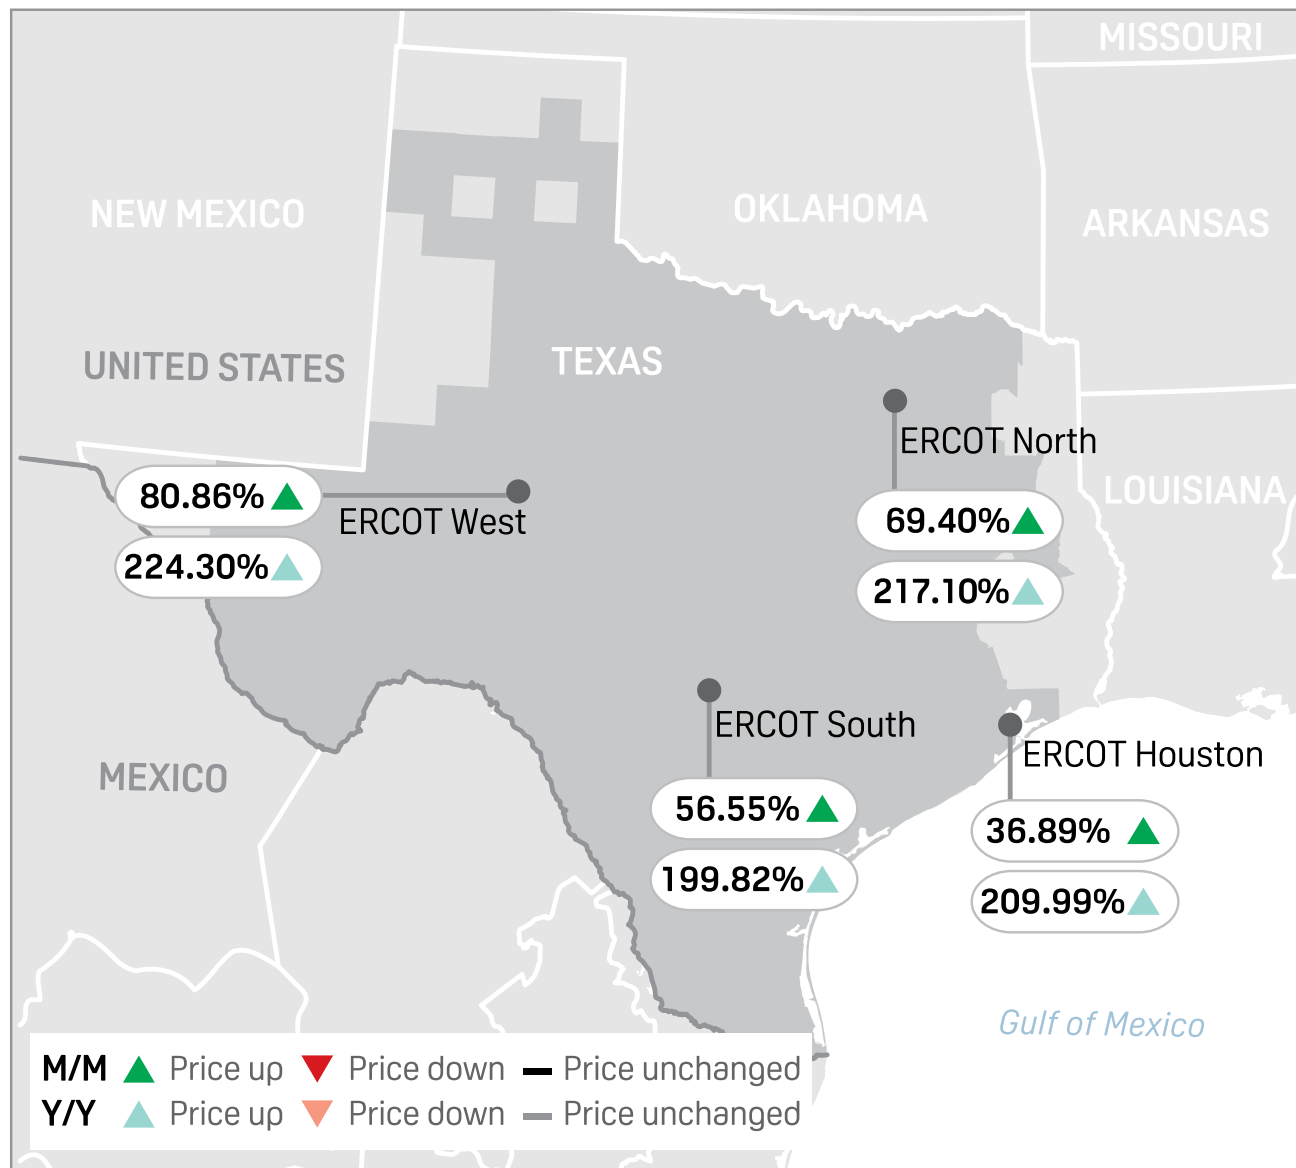 MISSOURI
NEW MEXICO
OKLAHOMA
ARKANSAS
UNITED STATES
TEXAS
ERCOT North
LOUISIANA
80.86%
ERCOT West
69.40%
224.30%
217.10%
ERCOT South
ERCOT Houston
MEXICO
56.55%
36.89%
199.82%
209.99%
Gulf of Mexico
M/M Price up Price down Price unchanged
Y/Y Price up Price down Price unchanged